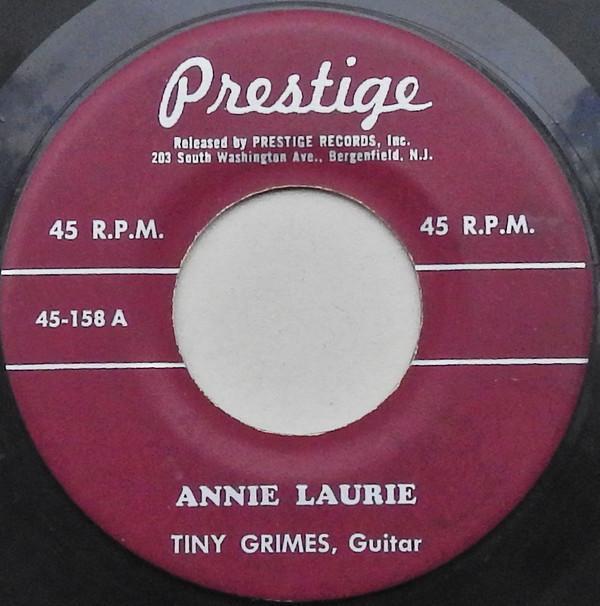 Prestige
Released by PRESTIGE RECORDS, Inc.
203 South Washington Ave., Bergenfield, N.J.
45 R.P.M. 45 R.P.M.
45-158 A
ANNIE LAURIE
TINY GRIMES, Guitar